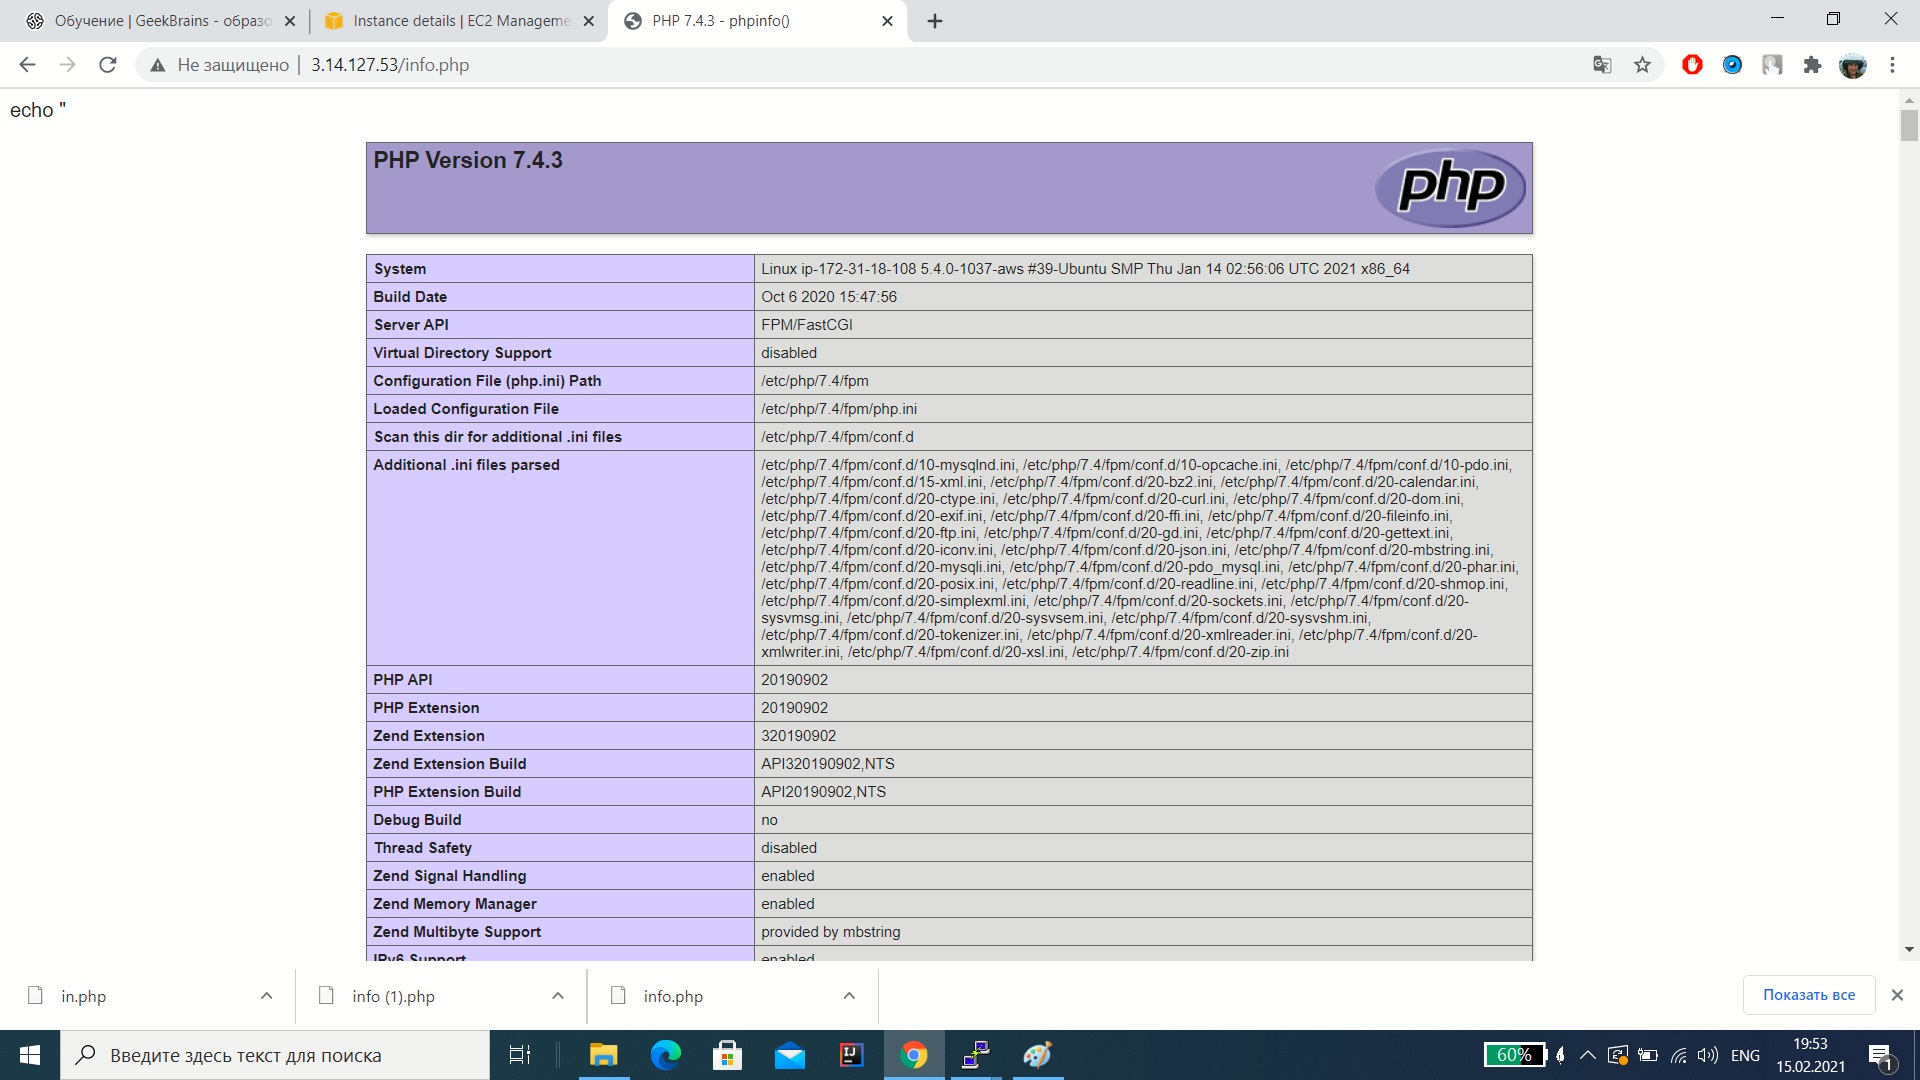 Обучение | GeekBrains - образо
Instance details | EC2 Manageme
PHP 7.4.3 - phpinfo()
Не защищено | 3.14.127.53/info.php
echo "
PHP Version 7.4.3
php
System Linux ip-172-31-18-108 5.4.0-1037-aws #39-Ubuntu SMP Thu Jan 14 02:56:06 UTC 2021 x86_64
Build Date Oct 6 2020 15:47:56
Server API FPM/FastCGI
Virtual Directory Support disabled
Configuration File (php.ini) Path /etc/php/7.4/fpm
Loaded Configuration File /etc/php/7.4/fpm/php.ini
Scan this dir for additional .ini files /etc/php/7.4/fpm/conf.d
Additional .ini files parsed /etc/php/7.4/fpm/conf.d/10-mysqlnd.ini, /etc/php/7.4/fpm/conf.d/10-opcache.ini, /etc/php/7.4/fpm/conf.d/10-pdo.ini,
/etc/php/7.4/fpm/conf.d/15-xml.ini, /etc/php/7.4/fpm/conf.d/20-bz2.ini, /etc/php/7.4/fpm/conf.d/20-calendar.ini,
/etc/php/7.4/fpm/conf.d/20-ctype.ini, /etc/php/7.4/fpm/conf.d/20-curl.ini, /etc/php/7.4/fpm/conf.d/20-dom.ini,
/etc/php/7.4/fpm/conf.d/20-exif.ini, /etc/php/7.4/fpm/conf.d/20-ffi.ini, /etc/php/7.4/fpm/conf.d/20-fileinfo.ini,
/etc/php/7.4/fpm/conf.d/20-ftp.ini, /etc/php/7.4/fpm/conf.d/20-gd.ini, /etc/php/7.4/fpm/conf.d/20-gettext.ini,
/etc/php/7.4/fpm/conf.d/20-iconv.ini, /etc/php/7.4/fpm/conf.d/20-json.ini, /etc/php/7.4/fpm/conf.d/20-mbstring.ini,
/etc/php/7.4/fpm/conf.d/20-mysqli.ini, /etc/php/7.4/fpm/conf.d/20-pdo_mysql.ini, /etc/php/7.4/fpm/conf.d/20-phar.ini,
/etc/php/7.4/fpm/conf.d/20-posix.ini, /etc/php/7.4/fpm/conf.d/20-readline.ini, /etc/php/7.4/fpm/conf.d/20-shmop.ini,
/etc/php/7.4/fpm/conf.d/20-simplexml.ini, /etc/php/7.4/fpm/conf.d/20-sockets.ini, /etc/php/7.4/fpm/conf.d/20-
sysvmsg.ini, /etc/php/7.4/fpm/conf.d/20-sysvsem.ini, /etc/php/7.4/fpm/conf.d/20-sysvshm.ini,
/etc/php/7.4/fpm/conf.d/20-tokenizer.ini, /etc/php/7.4/fpm/conf.d/20-xmlreader.ini, /etc/php/7.4/fpm/conf.d/20-
xmlwriter.ini, /etc/php/7.4/fpm/conf.d/20-xsl.ini, /etc/php/7.4/fpm/conf.d/20-zip.ini
PHP API 20190902
PHP Extension 20190902
Zend Extension 320190902
Zend Extension Build API320190902,NTS
PHP Extension Build API20190902,NTS
Debug Build no
Thread Safety disabled
Zend Signal Handling enabled
Zend Memory Manager enabled
Zend Multibyte Support provided by mbstring
IPv6 Support enabled
in.php
info (1).php
info.php
Показать все
Введите здесь текст для поиска
60%
ENG
19:53
15.02.2021
1